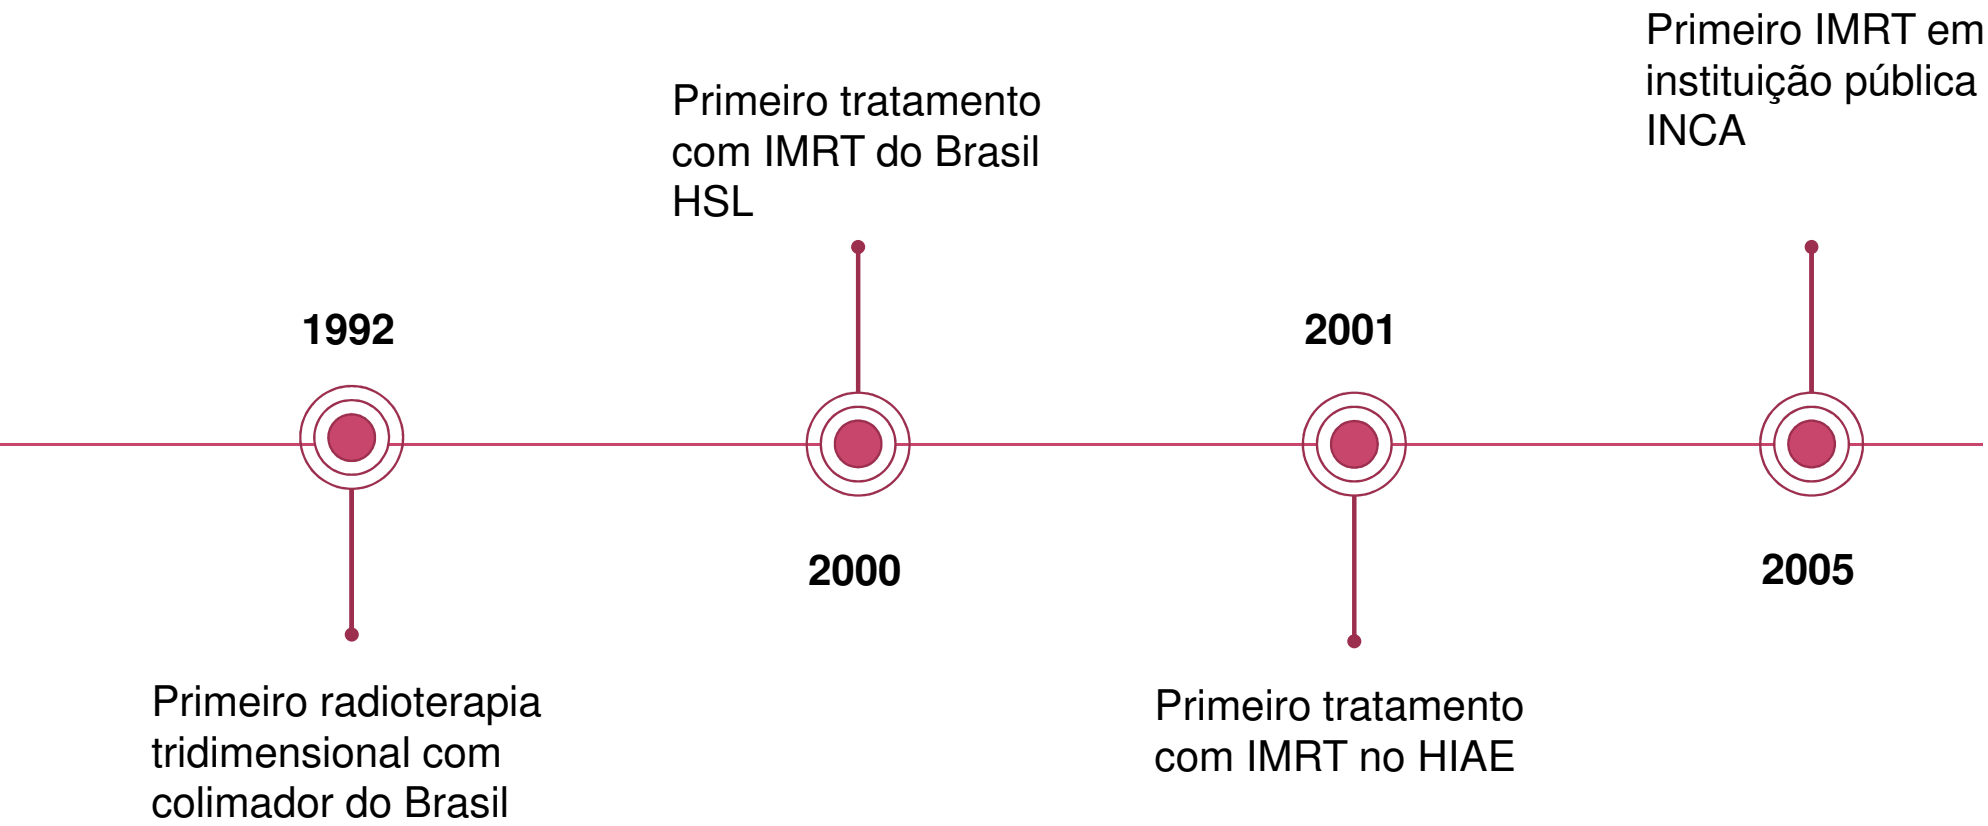 1992
Primeiro radioterapia
tridimensional com
colimador do Brasil
Primeiro tratamento
com IMRT do Brasil
HSL
2000
2001
Primeiro tratamento
com IMRT no HIAE
Primeiro IMRT em
instituição pública
INCA
2005